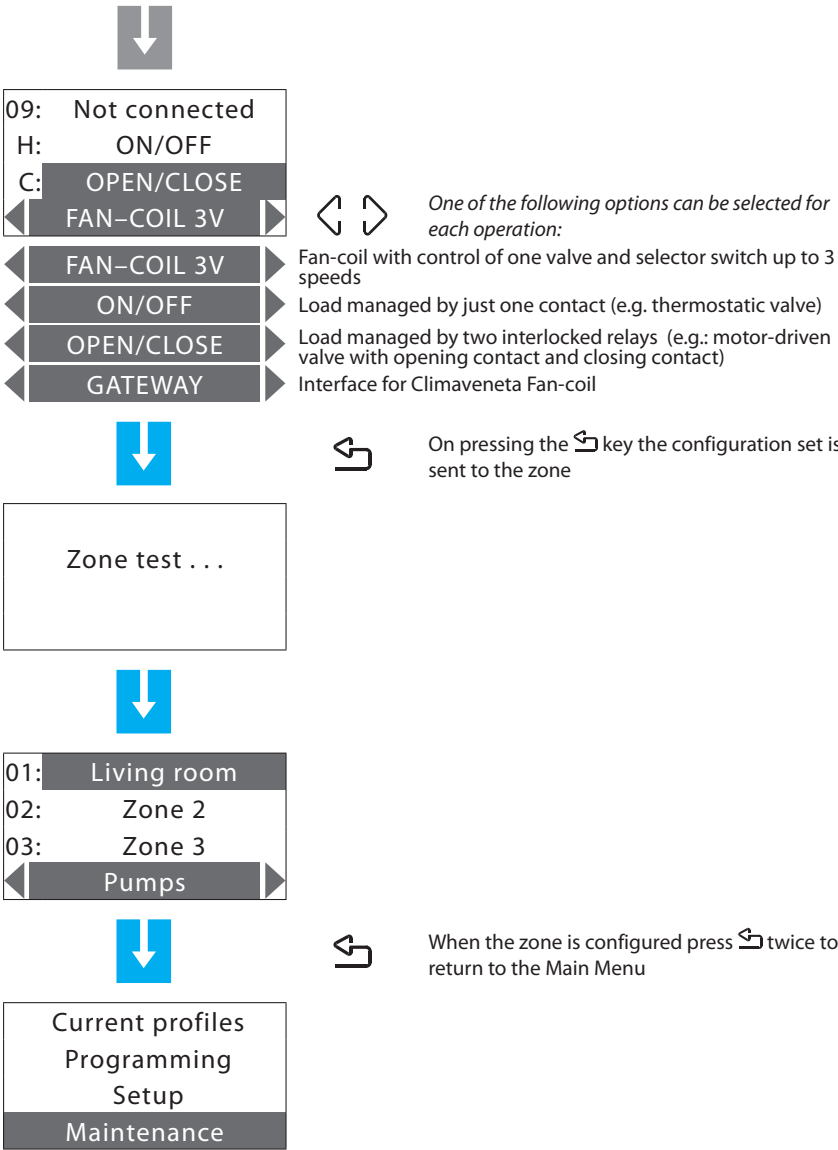 09: Not connected
H: ON/OFF
C: OPEN/CLOSE
FAN–COIL 3V
One of the following options can be selected for
each operation:
FAN–COIL 3V
Fan-coil with control of one valve and selector switch up to 3
speeds
ON/OFF
Load managed by just one contact (e.g. thermostatic valve)
OPEN/CLOSE
Load managed by two interlocked relays (e.g.: motor-driven
valve with opening contact and closing contact)
GATEWAY
Interface for Climaveneta Fan-coil
On pressing the key the configuration set is
sent to the zone
Zone test . . .
01: Living room
02: Zone 2
03: Zone 3
Pumps
When the zone is configured press twice to
return to the Main Menu
Current profiles
Programming
Setup
Maintenance